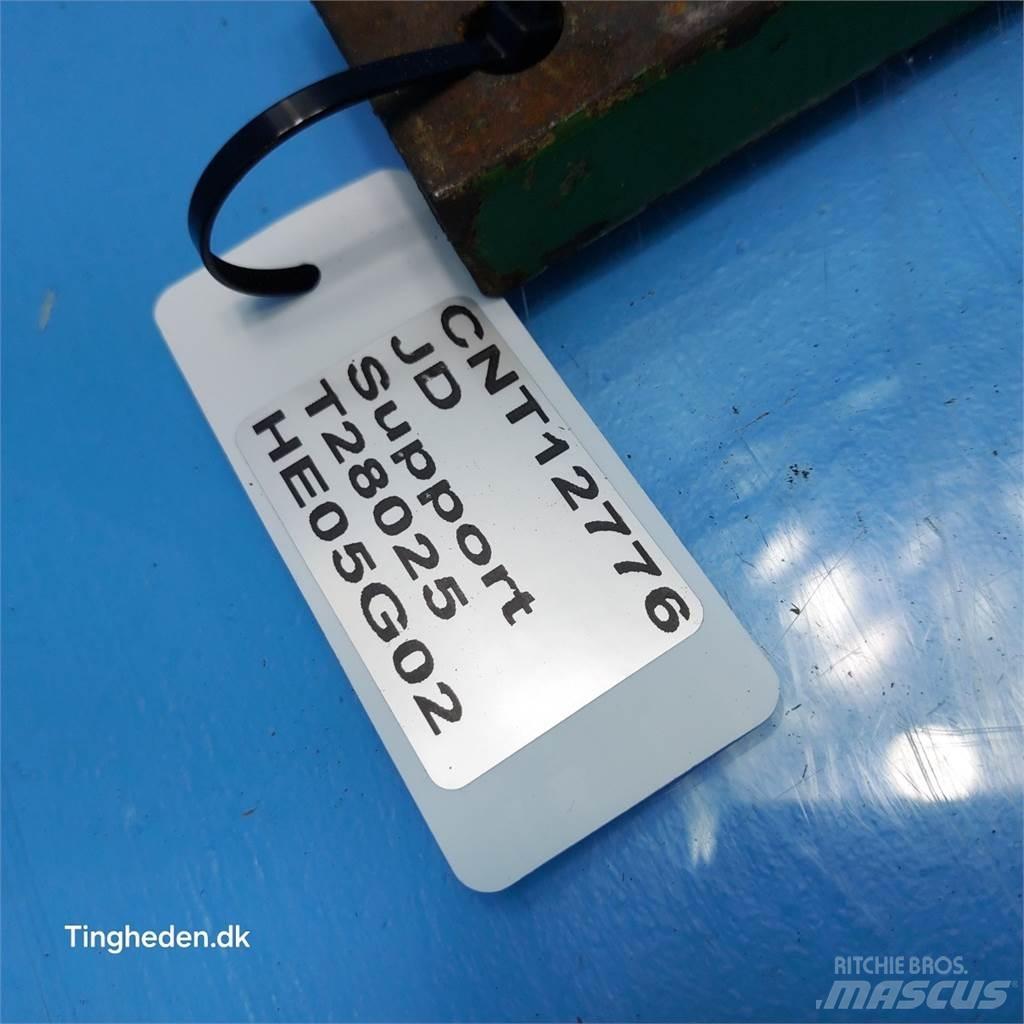 CNT12776
JD
Support
T28025
HE05G02
Tingheden.dk
RITCHIE BROS.
MASCUS